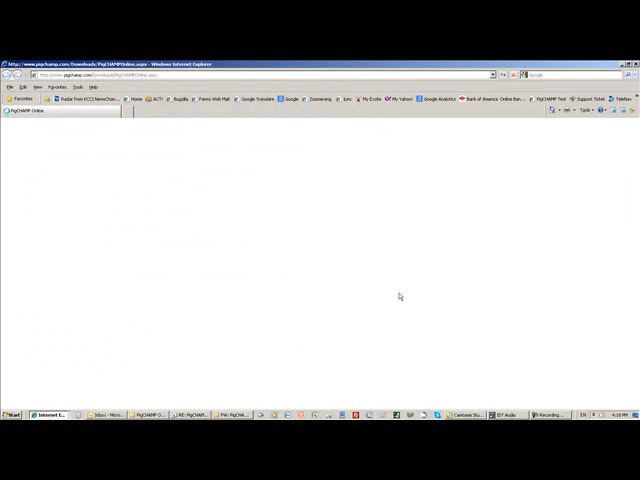 http://www.pigchamp.com/Downloads/PigCHAMPOnline.aspx - Windows Internet Explorer
http://www.pigchamp.com/Downloads/PigCHAMPOnline.aspx
Google
File Edit View Favorites Tools Help
Favorites Radar from KCCI NewsChan... Home ACT! Bugzilla Farms Web Mail Google Translate Google Zoomerang My Excite My Yahoo! Google Analytics Bank of America Online Ban... PigCHAMP Test Support Ticket TeleNav
PigCHAMP Online
Tools
Start Internet E... Inbox - Micro... PigCHAMP O... RE: PigCHAM... FW: PigCHA... Camtasia Stu... IDT Audio Recording... EN 4:18 PM